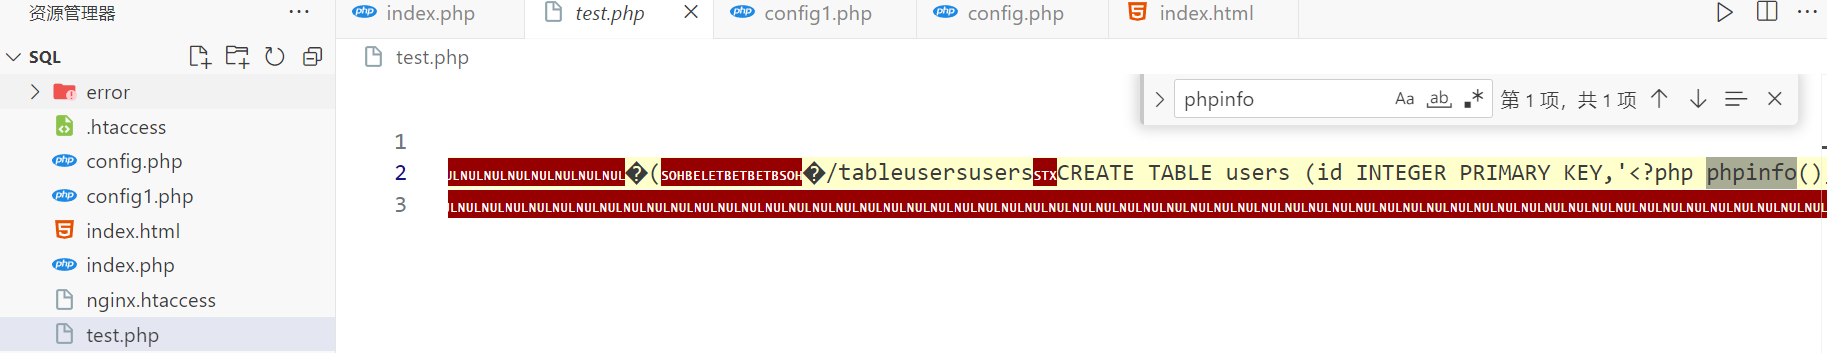 资源管理器
index.php
test.php
config1.php
config.php
index.html
SQL
test.php
error
phpinfo
Aa
ab
第 1 项，共 1 项
.htaccess
1
config.php
2
NULNULNULNULNULNULNUL�(SOHBELETBETBETBSOH�/tableusersusersSTXCREATE TABLE users (id INTEGER PRIMARY KEY,'<?php phpinfo()
config1.php
3
index.html
index.php
nginx.htaccess
test.php